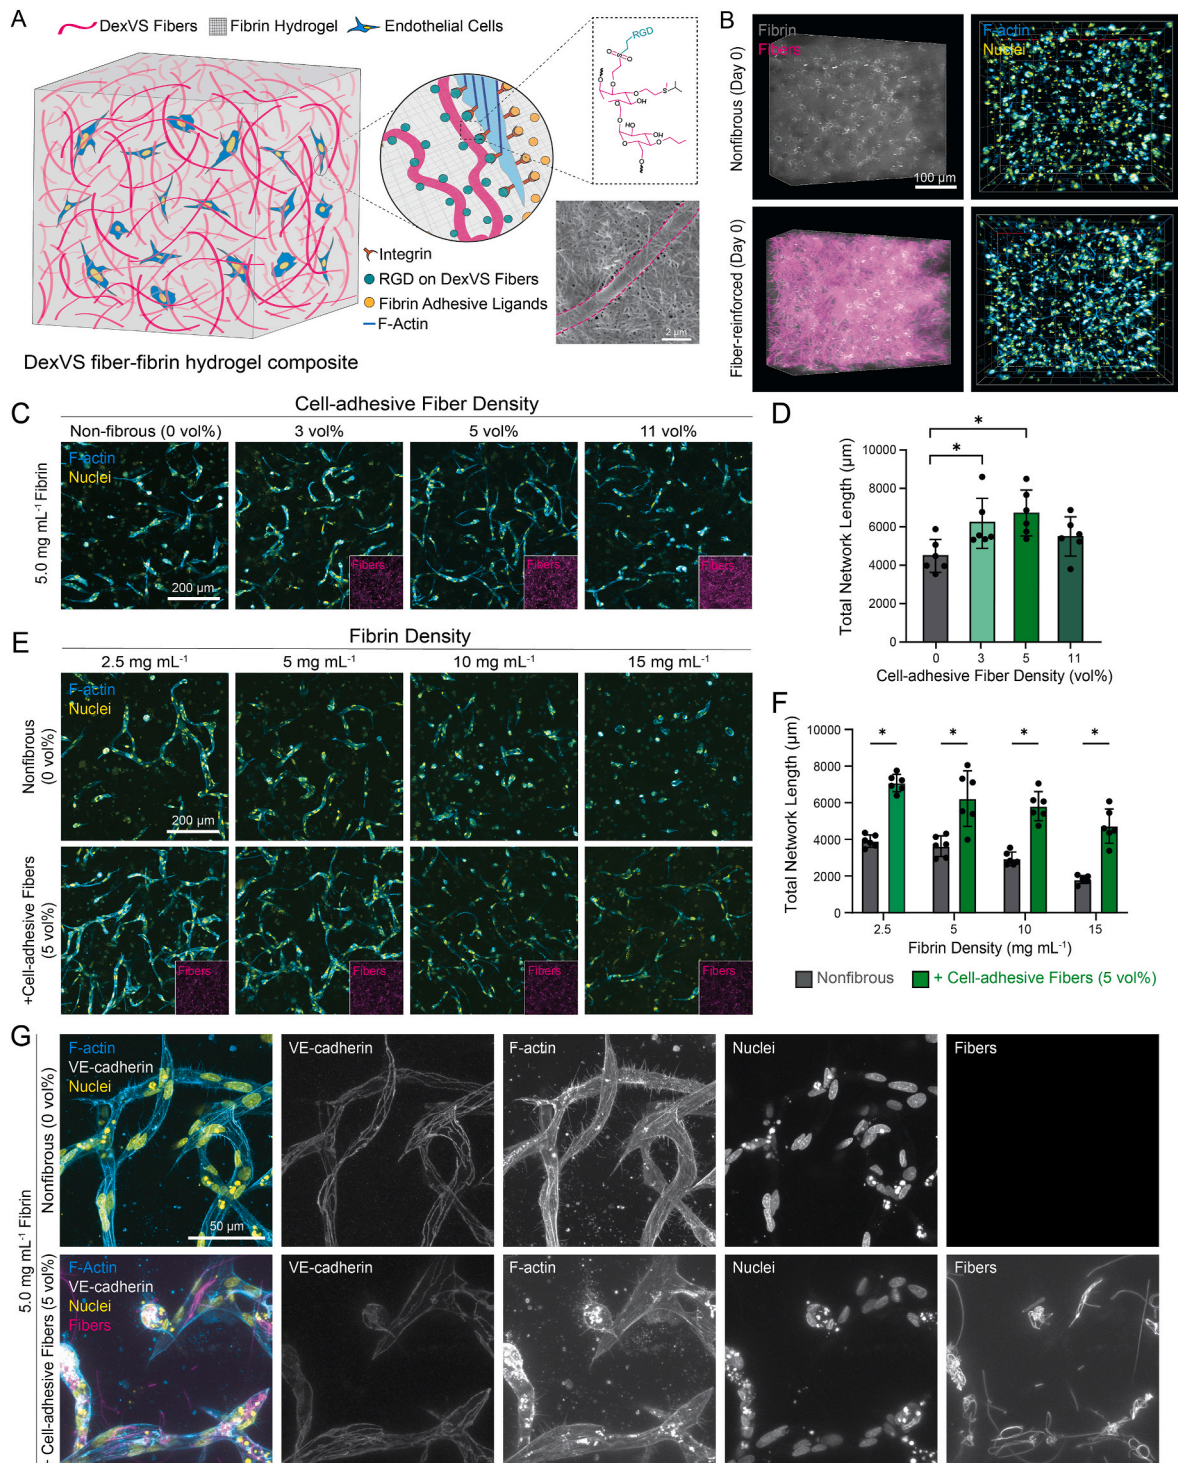 A
DexVS Fibers
Fibrin Hydrogel
Endothelial Cells
RGD
O
S
O
O
O
O
S
OH
O
O
HO
OH
O
O
Integrin
RGD on DexVS Fibers
Fibrin Adhesive Ligands
F-Actin
2 µm
DexVS fiber-fibrin hydrogel composite
B
Nonfibrous (Day 0)
Fibrin
Fibers
100 µm
F-actin
Nuclei
Fiber-reinforced (Day 0)
C
Cell-adhesive Fiber Density
Non-fibrous (0 vol%)
3 vol%
5 vol%
11 vol%
5.0 mg mL⁻¹ Fibrin
F-actin
Nuclei
200 µm
Fibers
Fibers
Fibers
D
Total Network Length (µm)
10000
8000
6000
4000
2000
0
*
*
0
3
5
11
Cell-adhesive Fiber Density (vol%)
E
Fibrin Density
2.5 mg mL⁻¹
5 mg mL⁻¹
10 mg mL⁻¹
15 mg mL⁻¹
Nonfibrous
(0 vol%)
F-actin
Nuclei
200 µm
+Cell-adhesive Fibers
(5 vol%)
Fibers
Fibers
Fibers
Fibers
F
Total Network Length (µm)
10000
8000
6000
4000
2000
0
*
*
*
*
2.5
5
10
15
Fibrin Density (mg mL⁻¹)
Nonfibrous
+ Cell-adhesive Fibers (5 vol%)
G
5.0 mg mL⁻¹ Fibrin
Nonfibrous (0 vol%)
F-actin
VE-cadherin
Nuclei
50 µm
VE-cadherin
F-actin
Nuclei
Fibers
+ Cell-adhesive Fibers (5 vol%)
F-Actin
VE-cadherin
Nuclei
Fibers
VE-cadherin
F-actin
Nuclei
Fibers